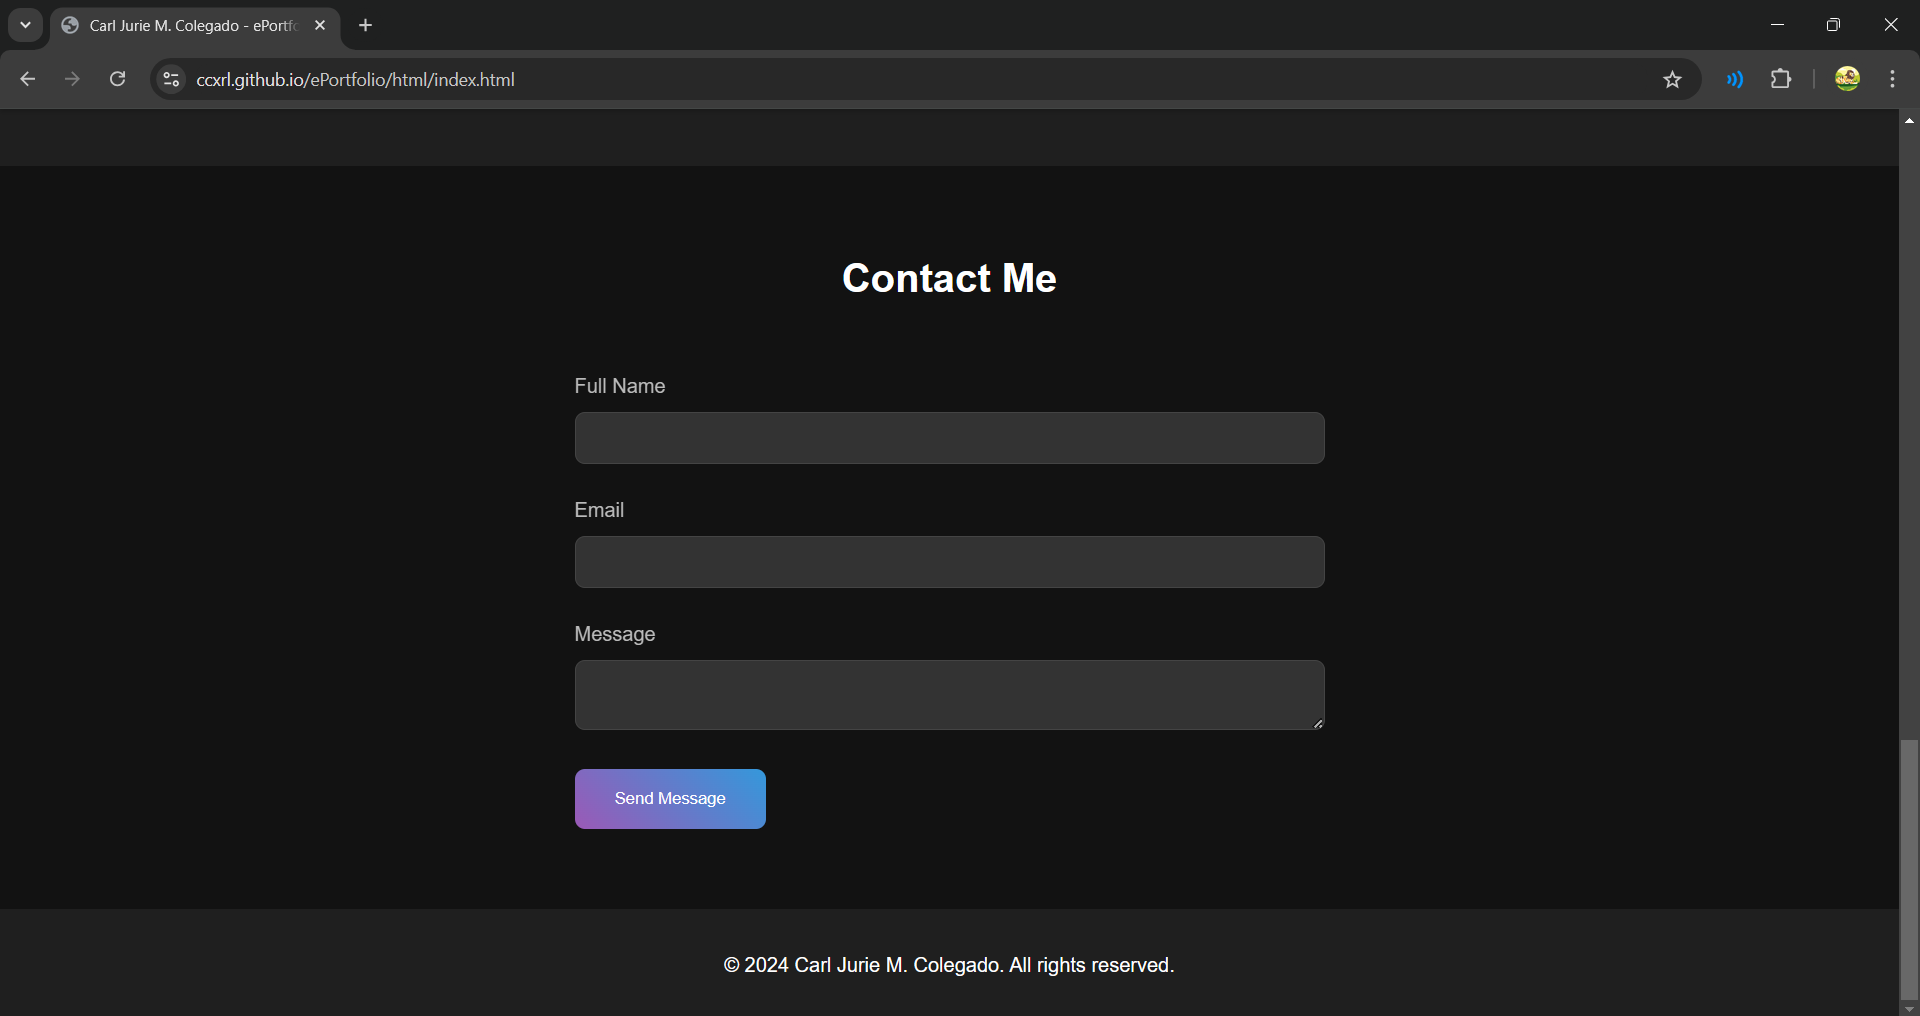 Carl Jurie M. Colegado - ePortfo
ccxrl.github.io/ePortfolio/html/index.html
Contact Me
Full Name
Email
Message
Send Message
© 2024 Carl Jurie M. Colegado. All rights reserved.